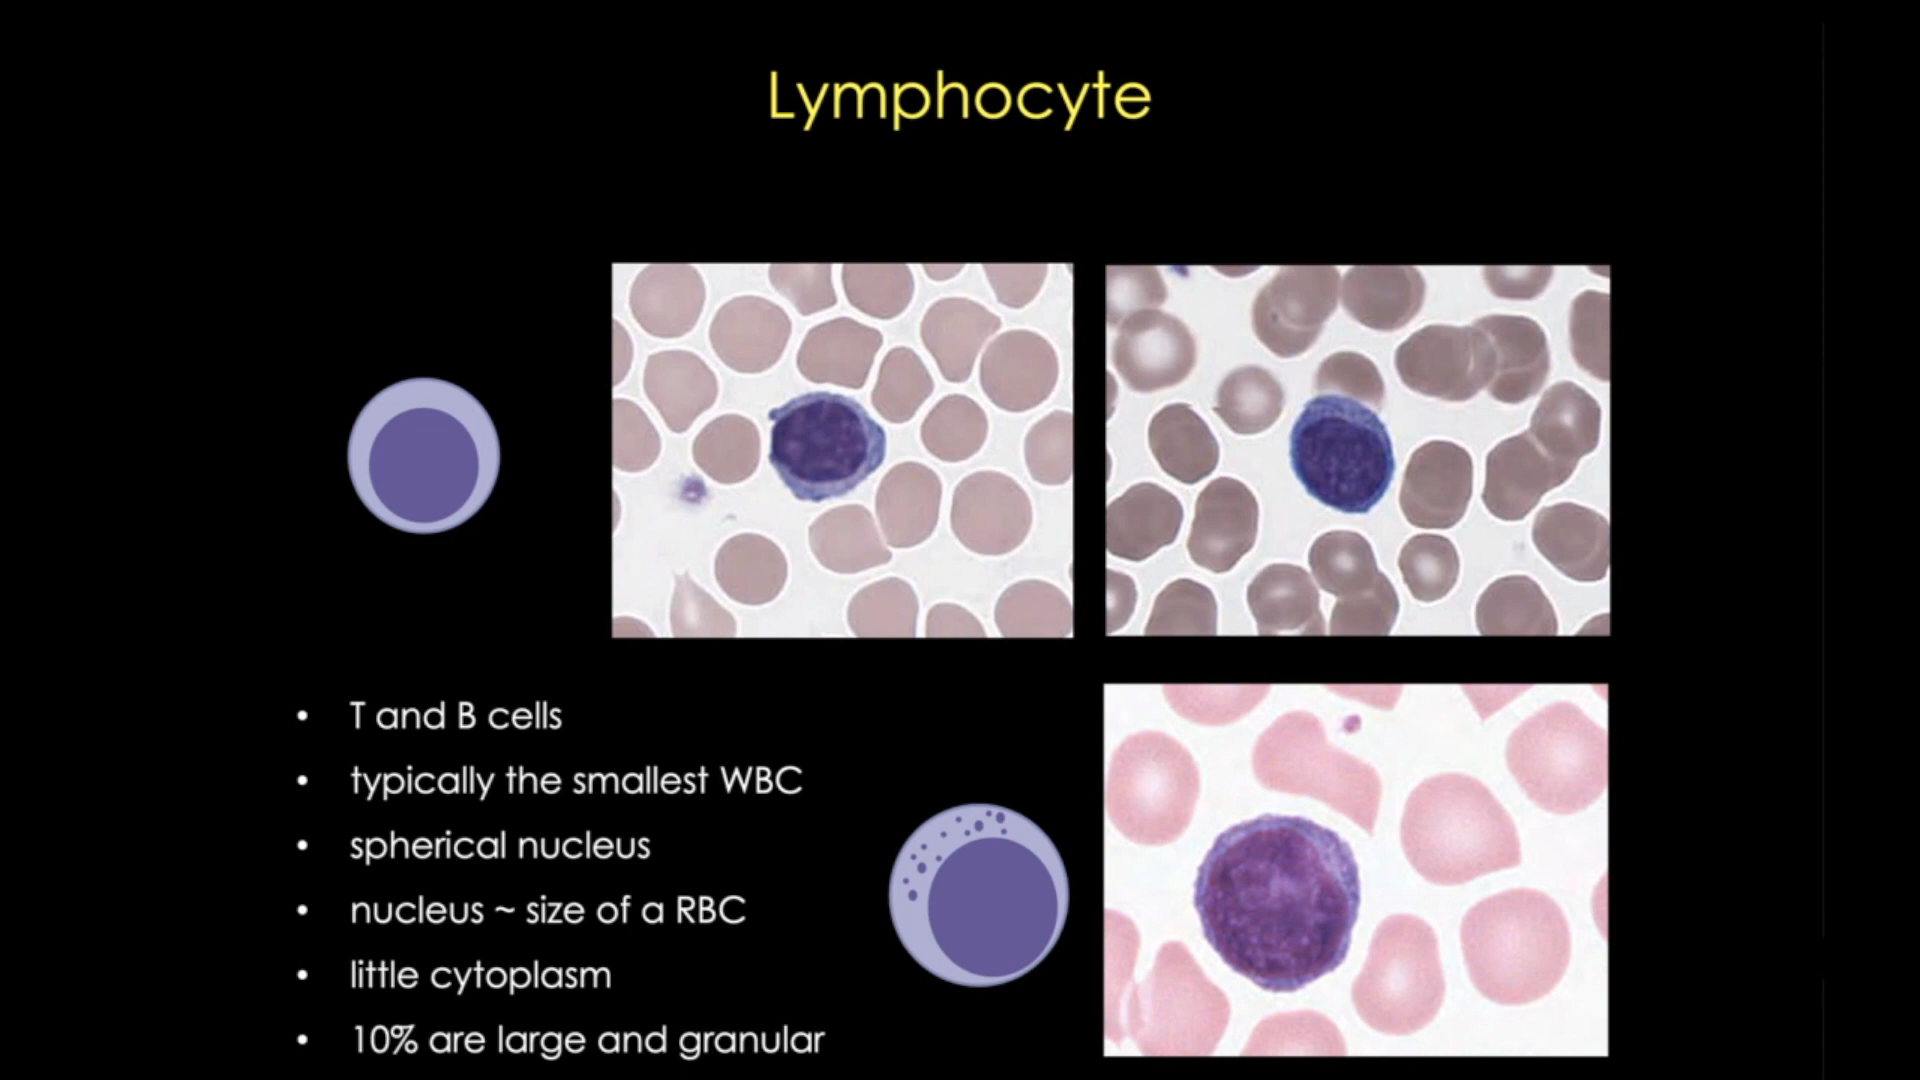 Lymphocyte
• T and B cells
• typically the smallest WBC
• spherical nucleus
• nucleus ~ size of a RBC
• little cytoplasm
• 10% are large and granular